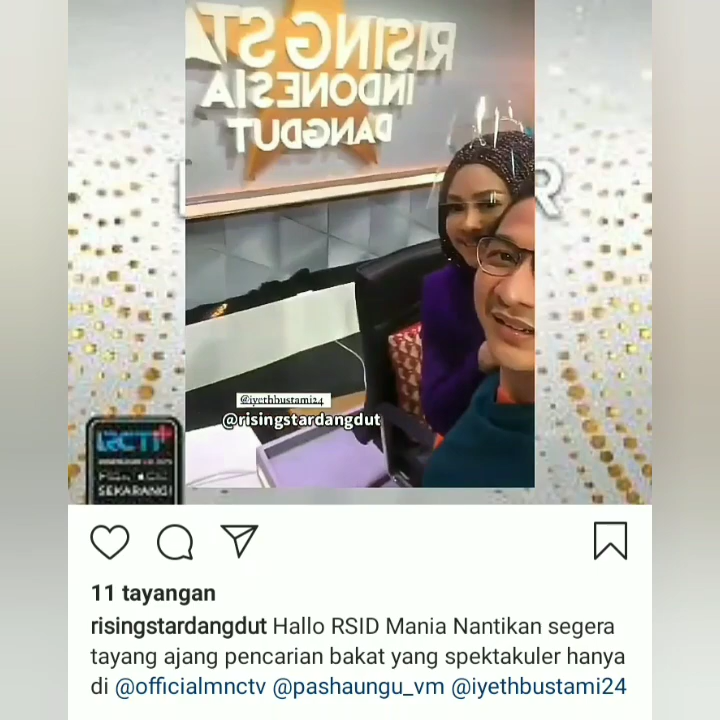 RISING STA
INDONESIA
DANGDUT
R
@iyethbustami24
@risingstardangdut
RCTI+
SEKARANG!
11 tayangan
risingstardangdut Hallo RSID Mania Nantikan segera
tayang ajang pencarian bakat yang spektakuler hanya
di @officialmnctv @pashaungu_vm @iyethbustami24